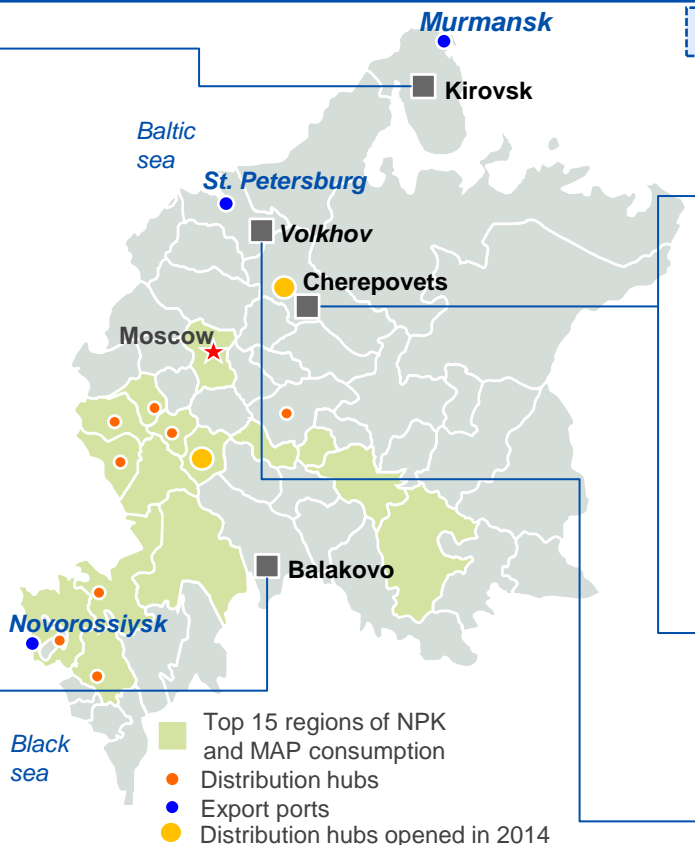 Murmansk
Kirovsk
Baltic
sea
St. Petersburg
Volkhov
Cherepovets
Moscow
Balakovo
Novorossiysk
Black
sea
Top 15 regions of NPK
and MAP consumption
Distribution hubs
Export ports
Distribution hubs opened in 2014